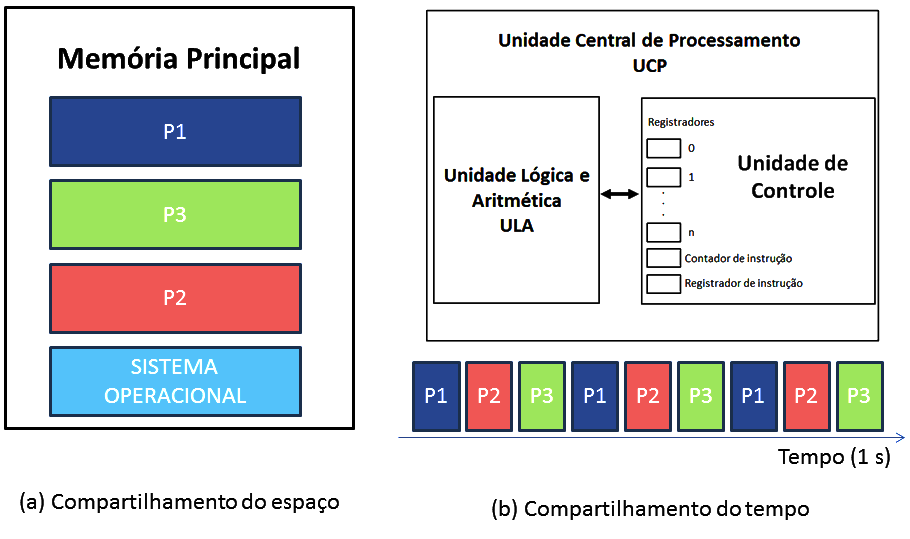 Memória Principal
P1
P3
P2
SISTEMA
OPERACIONAL
(a) Compartilhamento do espaço
Unidade Central de Processamento
UCP
Unidade Lógica e
Aritmética
ULA
Registradores
0
1
.
.
.
n
Contador de instrução
Registrador de instrução
Unidade de
Controle
P1 P2 P3 P1 P2 P3 P1 P2 P3
Tempo (1 s)
(b) Compartilhamento do tempo